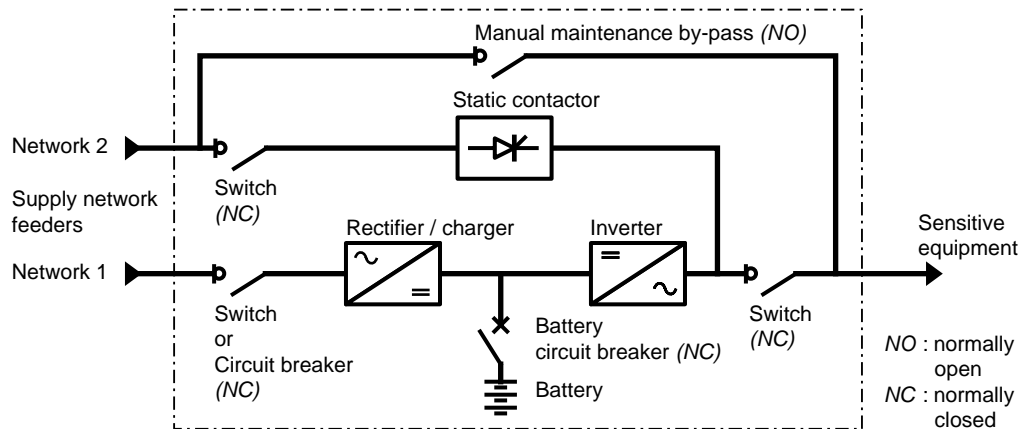 Manual maintenance by-pass (NO)
Static contactor
Network 2
Switch
(NC)
Supply network
feeders
Rectifier / charger
Inverter
Sensitive
equipment
Network 1
Switch
or
Circuit breaker
(NC)
Battery
circuit breaker (NC)
Battery
Switch
(NC)
NO : normally
open
NC : normally
closed